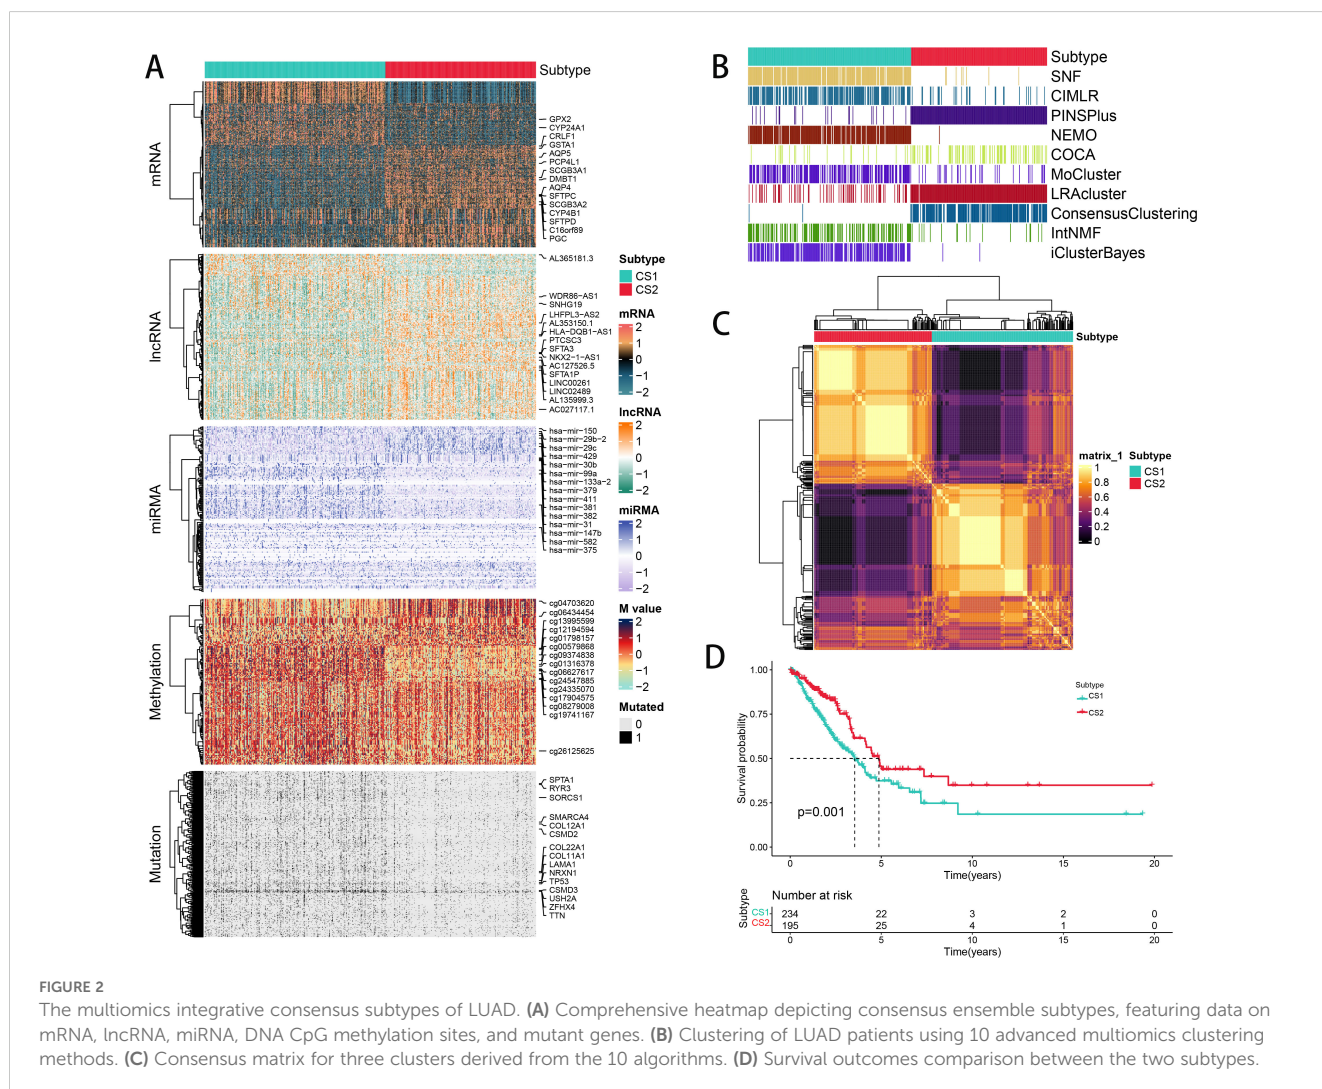 A
Subtype
mRNA
GPX2
CYP24A1
CRLF1
GSTA1
AQP5
PCP4L1
SCGB3A1
DMBT1
AQP4
SFTPC
SCGB3A2
CYP4B1
SFTPD
C16orf89
PGC
lncRNA
AL365181.3
WDR86-AS1
SNHG19
LHFPL3-AS2
AL353150.1
HLA-DQB1-AS1
PTCSC3
SFTA3
NKX2-1-AS1
AC127526.5
SFTA1P
LINC00261
LINC02489
AL135999.3
AC027117.1
miRMA
hsa-mir-150
hsa-mir-29b-2
hsa-mir-29c
hsa-mir-429
hsa-mir-30b
hsa-mir-99a
hsa-mir-133a-2
hsa-mir-379
hsa-mir-411
hsa-mir-381
hsa-mir-382
hsa-mir-31
hsa-mir-147b
hsa-mir-582
hsa-mir-375
Methylation
cg04703620
cg06434454
cg13995599
cg12194594
cg01798157
cg00579868
cg09374838
cg01316378
cg06627617
cg24547885
cg24335070
cg17904575
cg08279008
cg19741167
cg26125625
Mutation
SPTA1
RYR3
SORCS1
SMARCA4
COL12A1
CSMD2
COL22A1
COL11A1
LAMA1
NRXN1
TP53
CSMD3
USH2A
ZFHX4
TTN
Subtype
CS1
CS2
mRNA
2
1
0
−1
−2
lncRNA
2
1
0
−1
−2
miRMA
2
1
0
−1
−2
M value
2
1
0
−1
−2
Mutated
0
1
B
Subtype
SNF
CIMLR
PINSPlus
NEMO
COCA
MoCluster
LRAcluster
ConsensusClustering
IntNMF
iClusterBayes
C
Subtype
matrix_1
1
0.8
0.6
0.4
0.2
0
Subtype
CS1
CS2
D
Survival probability
1.00
0.75
0.50
0.25
0.00
p=0.001
Subtype
CS1
CS2
0 5 10 15 20
Time(years)
Number at risk
Subtype
CS1 234 22 3 2 0
CS2 195 25 4 1 0
0 5 10 15 20
Time(years)
FIGURE 2
The multiomics integrative consensus subtypes of LUAD. (A) Comprehensive heatmap depicting consensus ensemble subtypes, featuring data on
mRNA, lncRNA, miRNA, DNA CpG methylation sites, and mutant genes. (B) Clustering of LUAD patients using 10 advanced multiomics clustering
methods. (C) Consensus matrix for three clusters derived from the 10 algorithms. (D) Survival outcomes comparison between the two subtypes.